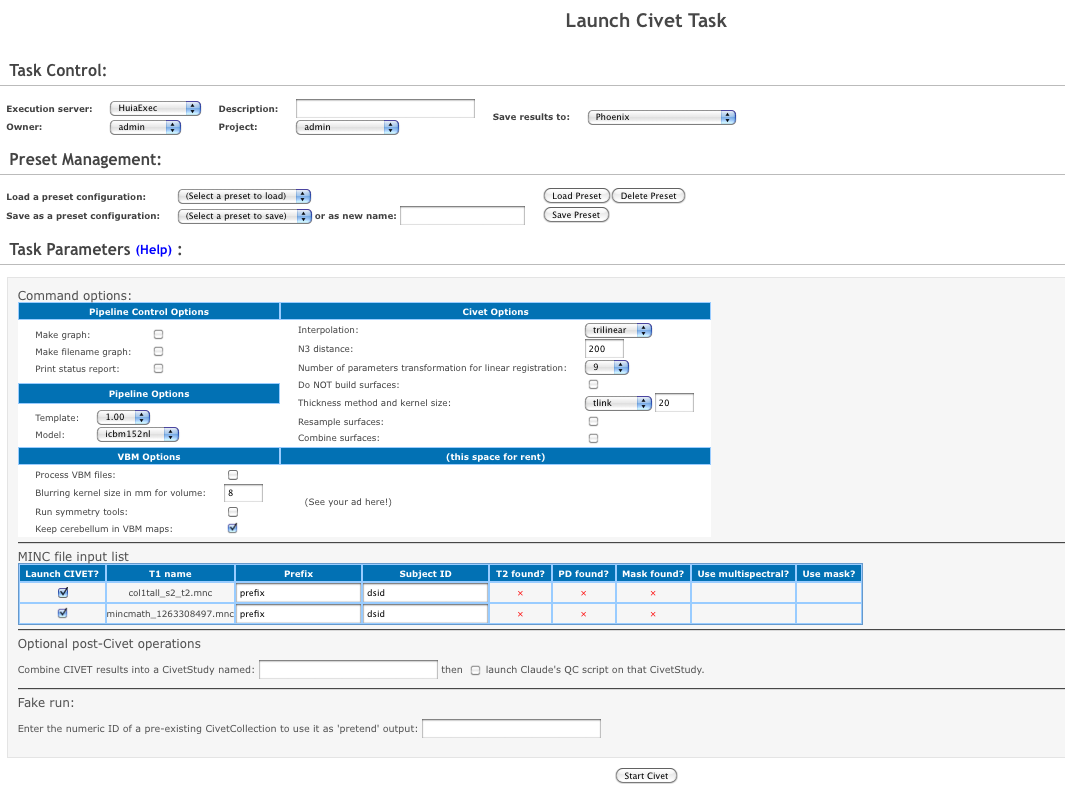 Launch Civet Task
Task Control:
Execution server: HuiaExec Description: Save results to: Phoenix
Owner: admin Project: admin
Preset Management:
Load a preset configuration: (Select a preset to load) Load Preset Delete Preset
Save as a preset configuration: (Select a preset to save) or as new name: Save Preset
Task Parameters (Help) :
Command options:
Pipeline Control Options Civet Options
Make graph: Interpolation: trilinear
Make filename graph: N3 distance: 200
Print status report: Number of parameters transformation for linear registration: 9
Do NOT build surfaces:
Pipeline Options
Thickness method and kernel size: tlink 20
Template: 1.00 Resample surfaces:
Model: icbm152nl Combine surfaces:
VBM Options (this space for rent)
Process VBM files:
Blurring kernel size in mm for volume: 8
(See your ad here!)
Run symmetry tools:
Keep cerebellum in VBM maps:
MINC file input list
Launch CIVET? T1 name Prefix Subject ID T2 found? PD found? Mask found? Use multispectral? Use mask?
col1tall_s2_t2.mnc prefix dsid × × ×
mincmath_1263308497.mnc prefix dsid × × ×
Optional post-Civet operations
Combine CIVET results into a CivetStudy named: then launch Claude's QC script on that CivetStudy.
Fake run:
Enter the numeric ID of a pre-existing CivetCollection to use it as 'pretend' output:
Start Civet